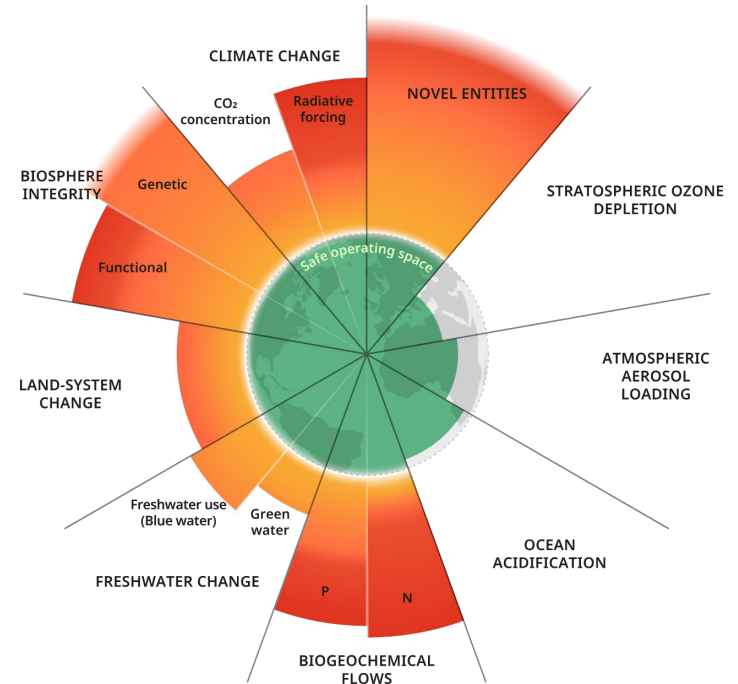 CLIMATE CHANGE
CO₂
concentration
Radiative
forcing
NOVEL ENTITIES
STRATOSPHERIC OZONE
DEPLETION
BIOSPHERE
INTEGRITY
Genetic
Functional
Safe operating space
ATMOSPHERIC
AEROSOL
LOADING
LAND-SYSTEM
CHANGE
Freshwater use
(Blue water)
Green
water
FRESHWATER CHANGE
OCEAN
ACIDIFICATION
P
N
BIOGEOCHEMICAL
FLOWS